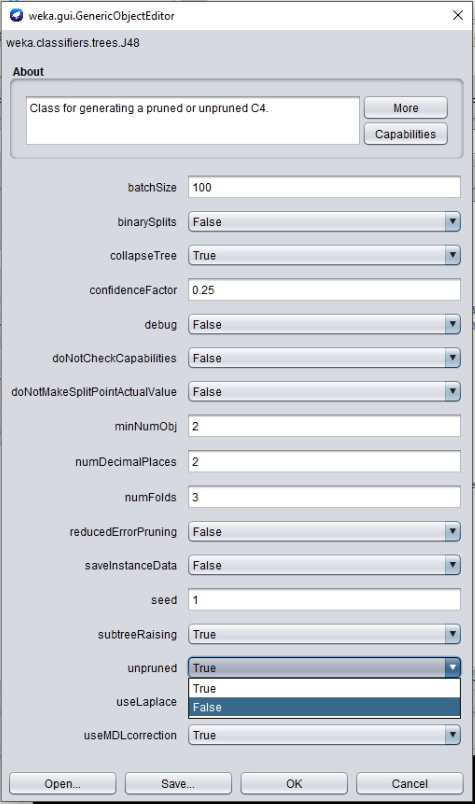 weka.gui.GenericObjectEditor
weka.classifiers.trees.J48
About
Class for generating a pruned or unpruned C4.
More
Capabilities
batchSize 100
binarySplits False
collapseTree True
confidenceFactor 0.25
debug False
doNotCheckCapabilities False
doNotMakeSplitPointActualValue False
minNumObj 2
numDecimalPlaces 2
numFolds 3
reducedErrorPruning False
saveInstanceData False
seed 1
subtreeRaising True
unpruned True
True
useLaplace False
useMDLcorrection True
Open... Save... OK Cancel